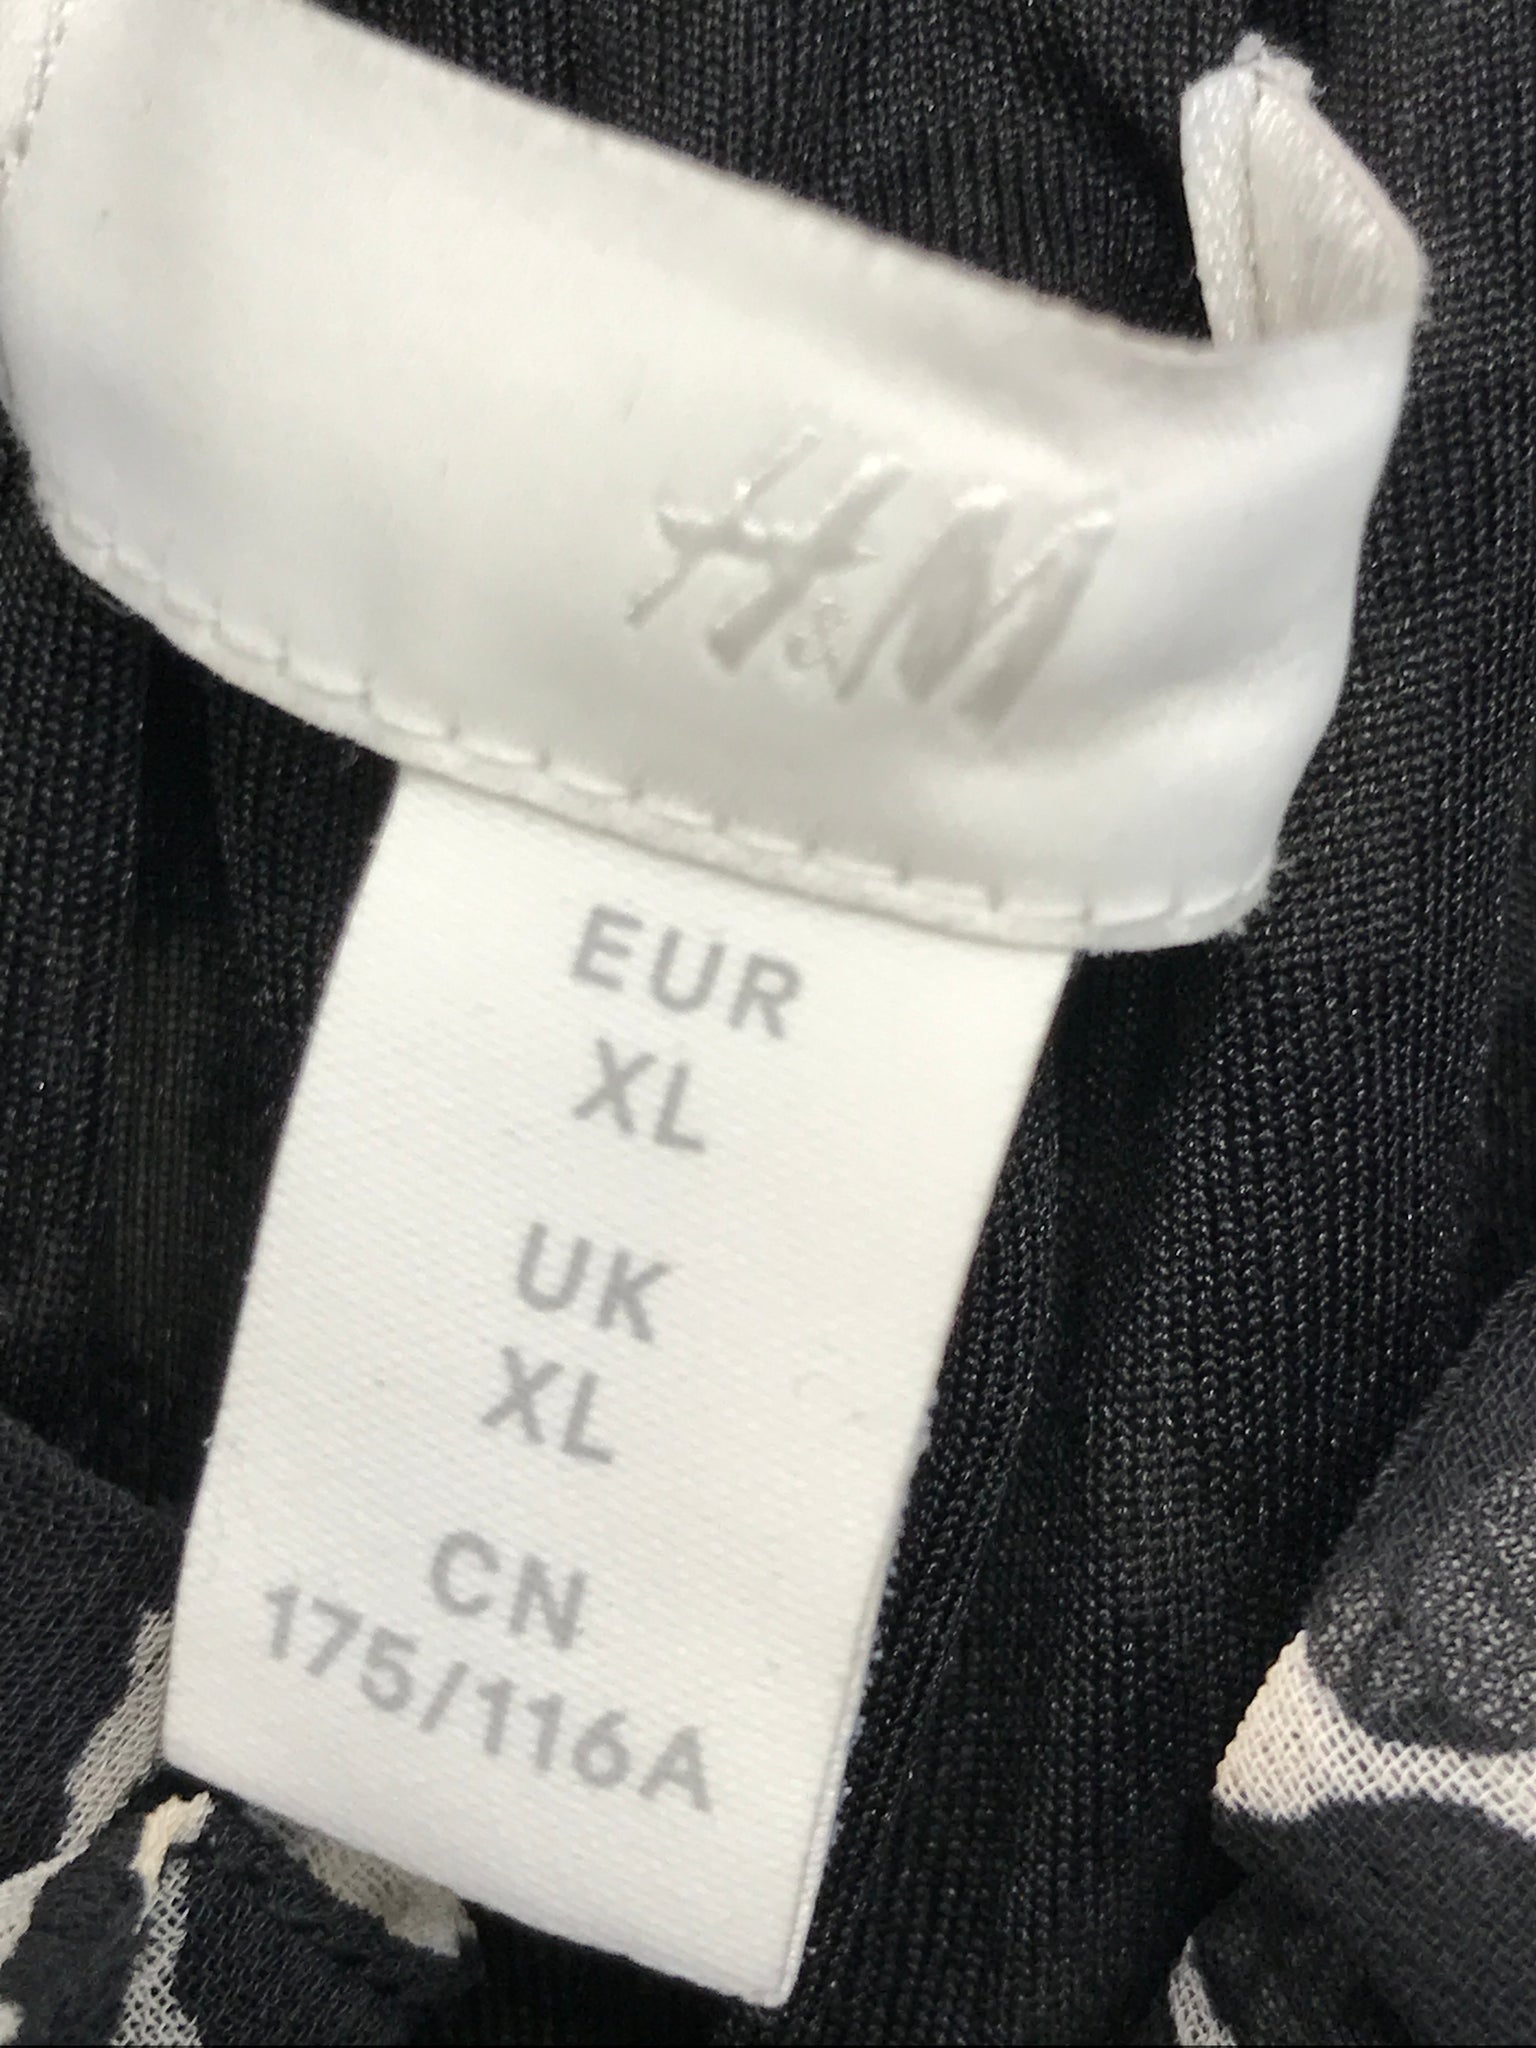 H&M
EUR
XL
UK
XL
CN
175/116A